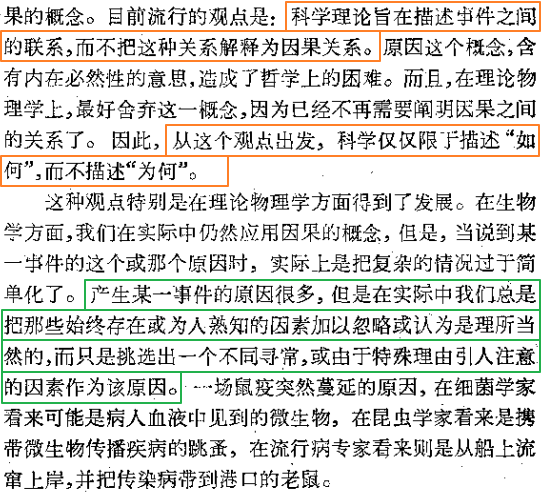 果的概念。目前流行的观点是：科学理论旨在描述事件之间
的联系，而不把这种关系解释为因果关系。原因这个概念，含
有内在必然性的意思，造成了哲学上的困难。而且，在理论物
理学上，最好舍弃这一概念，因为已经不再需要阐明因果之间
的关系了。因此，从这个观点出发，科学仅仅限于描述“如
何”，而不描述“为何”。
这种观点特别是在理论物理学方面得到了发展。在生物
学方面，我们在实际中仍然应用因果的概念，但是，当说到某
一事件的这个或那个原因时，实际上是把复杂的情况过于简
单化了。产生某一事件的原因很多，但是在实际中我们总是
把那些始终存在或为人熟知的因素加以忽略或认为是理所当
然的，而只是挑选出一个不同寻常，或由于特殊理由引人注意
的因素作为该原因。一场鼠疫突然蔓延的原因，在细菌学家
看来可能是病人血液中见到的微生物，在昆虫学家看来是携
带微生物传播疾病的跳蚤，在流行病专家看来则是从船上流
窜上岸，并把传染病带到港口的老鼠。